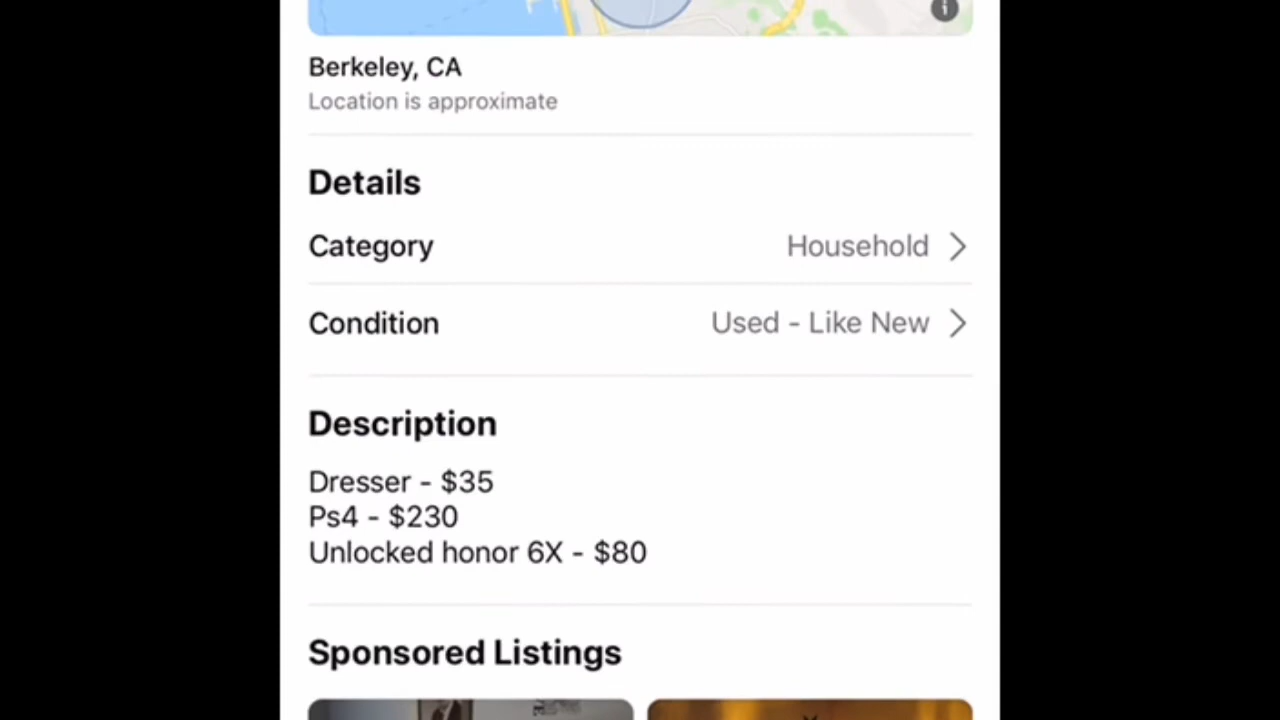 Berkeley, CA
Location is approximate
Details
Category Household
Condition Used - Like New
Description
Dresser - $35
Ps4 - $230
Unlocked honor 6X - $80
Sponsored Listings